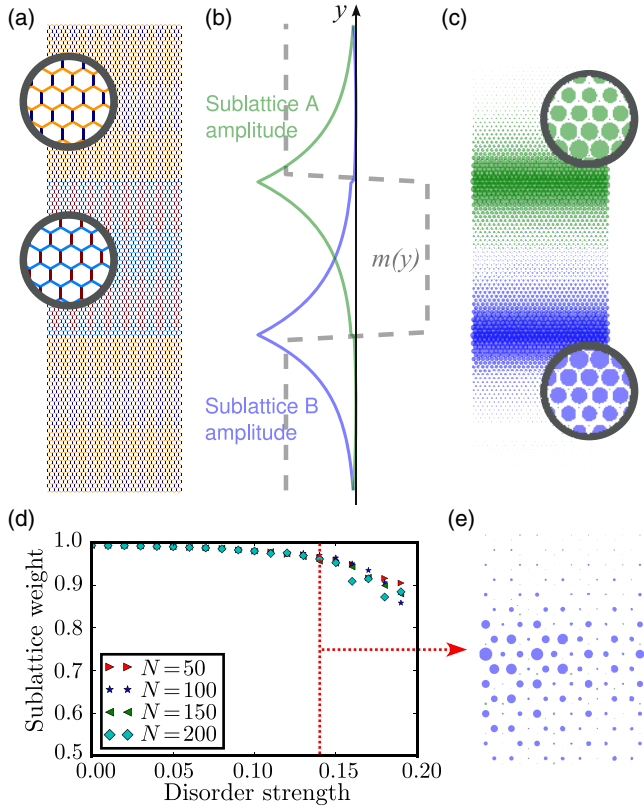 (a)
(b)
y
(c)
Sublattice A
amplitude
m(y)
Sublattice B
amplitude
(d)
(e)
Sublattice weight
1.0
0.9
0.8
0.7
0.6
0.5
N=50
N=100
N=150
N=200
0.00
0.05
0.10
0.15
0.20
Disorder strength